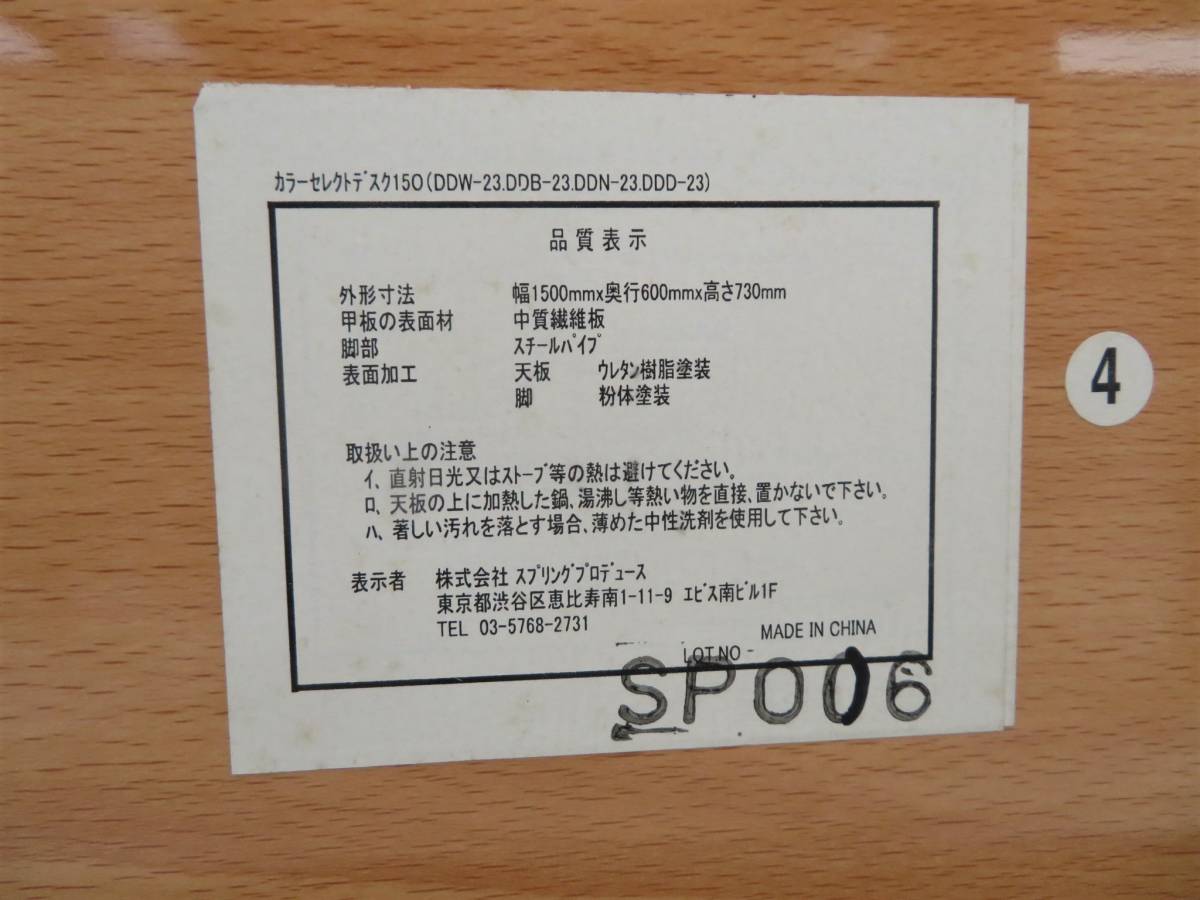 ｶﾗｰｾﾚｸﾄﾃﾞｽｸ150(DDW-23.DDB-23.DDN-23.DDD-23)
品質表示
外形寸法 幅1500mmx奥行600mmx高さ730mm
甲板の表面材 中質繊維板
脚部 ｽﾁｰﾙﾊﾟｲﾌﾟ
表面加工 天板 ｳﾚﾀﾝ樹脂塗装
脚 粉体塗装
取扱い上の注意
ｲ、直射日光又はｽﾄｰﾌﾞ等の熱は避けてください。
ﾛ、天板の上に加熱した鍋、湯沸し等熱い物を直接、置かないで下さい。
ﾊ、著しい汚れを落とす場合、薄めた中性洗剤を使用して下さい。
表示者 株式会社 ｽﾌﾟﾘﾝｸﾞﾌﾟﾛﾃﾞｭｰｽ
東京都渋谷区恵比寿南1-11-9 ｴﾋﾞｽ南ﾋﾞﾙ1F
TEL 03-5768-2731
MADE IN CHINA
LOT.NO -
4